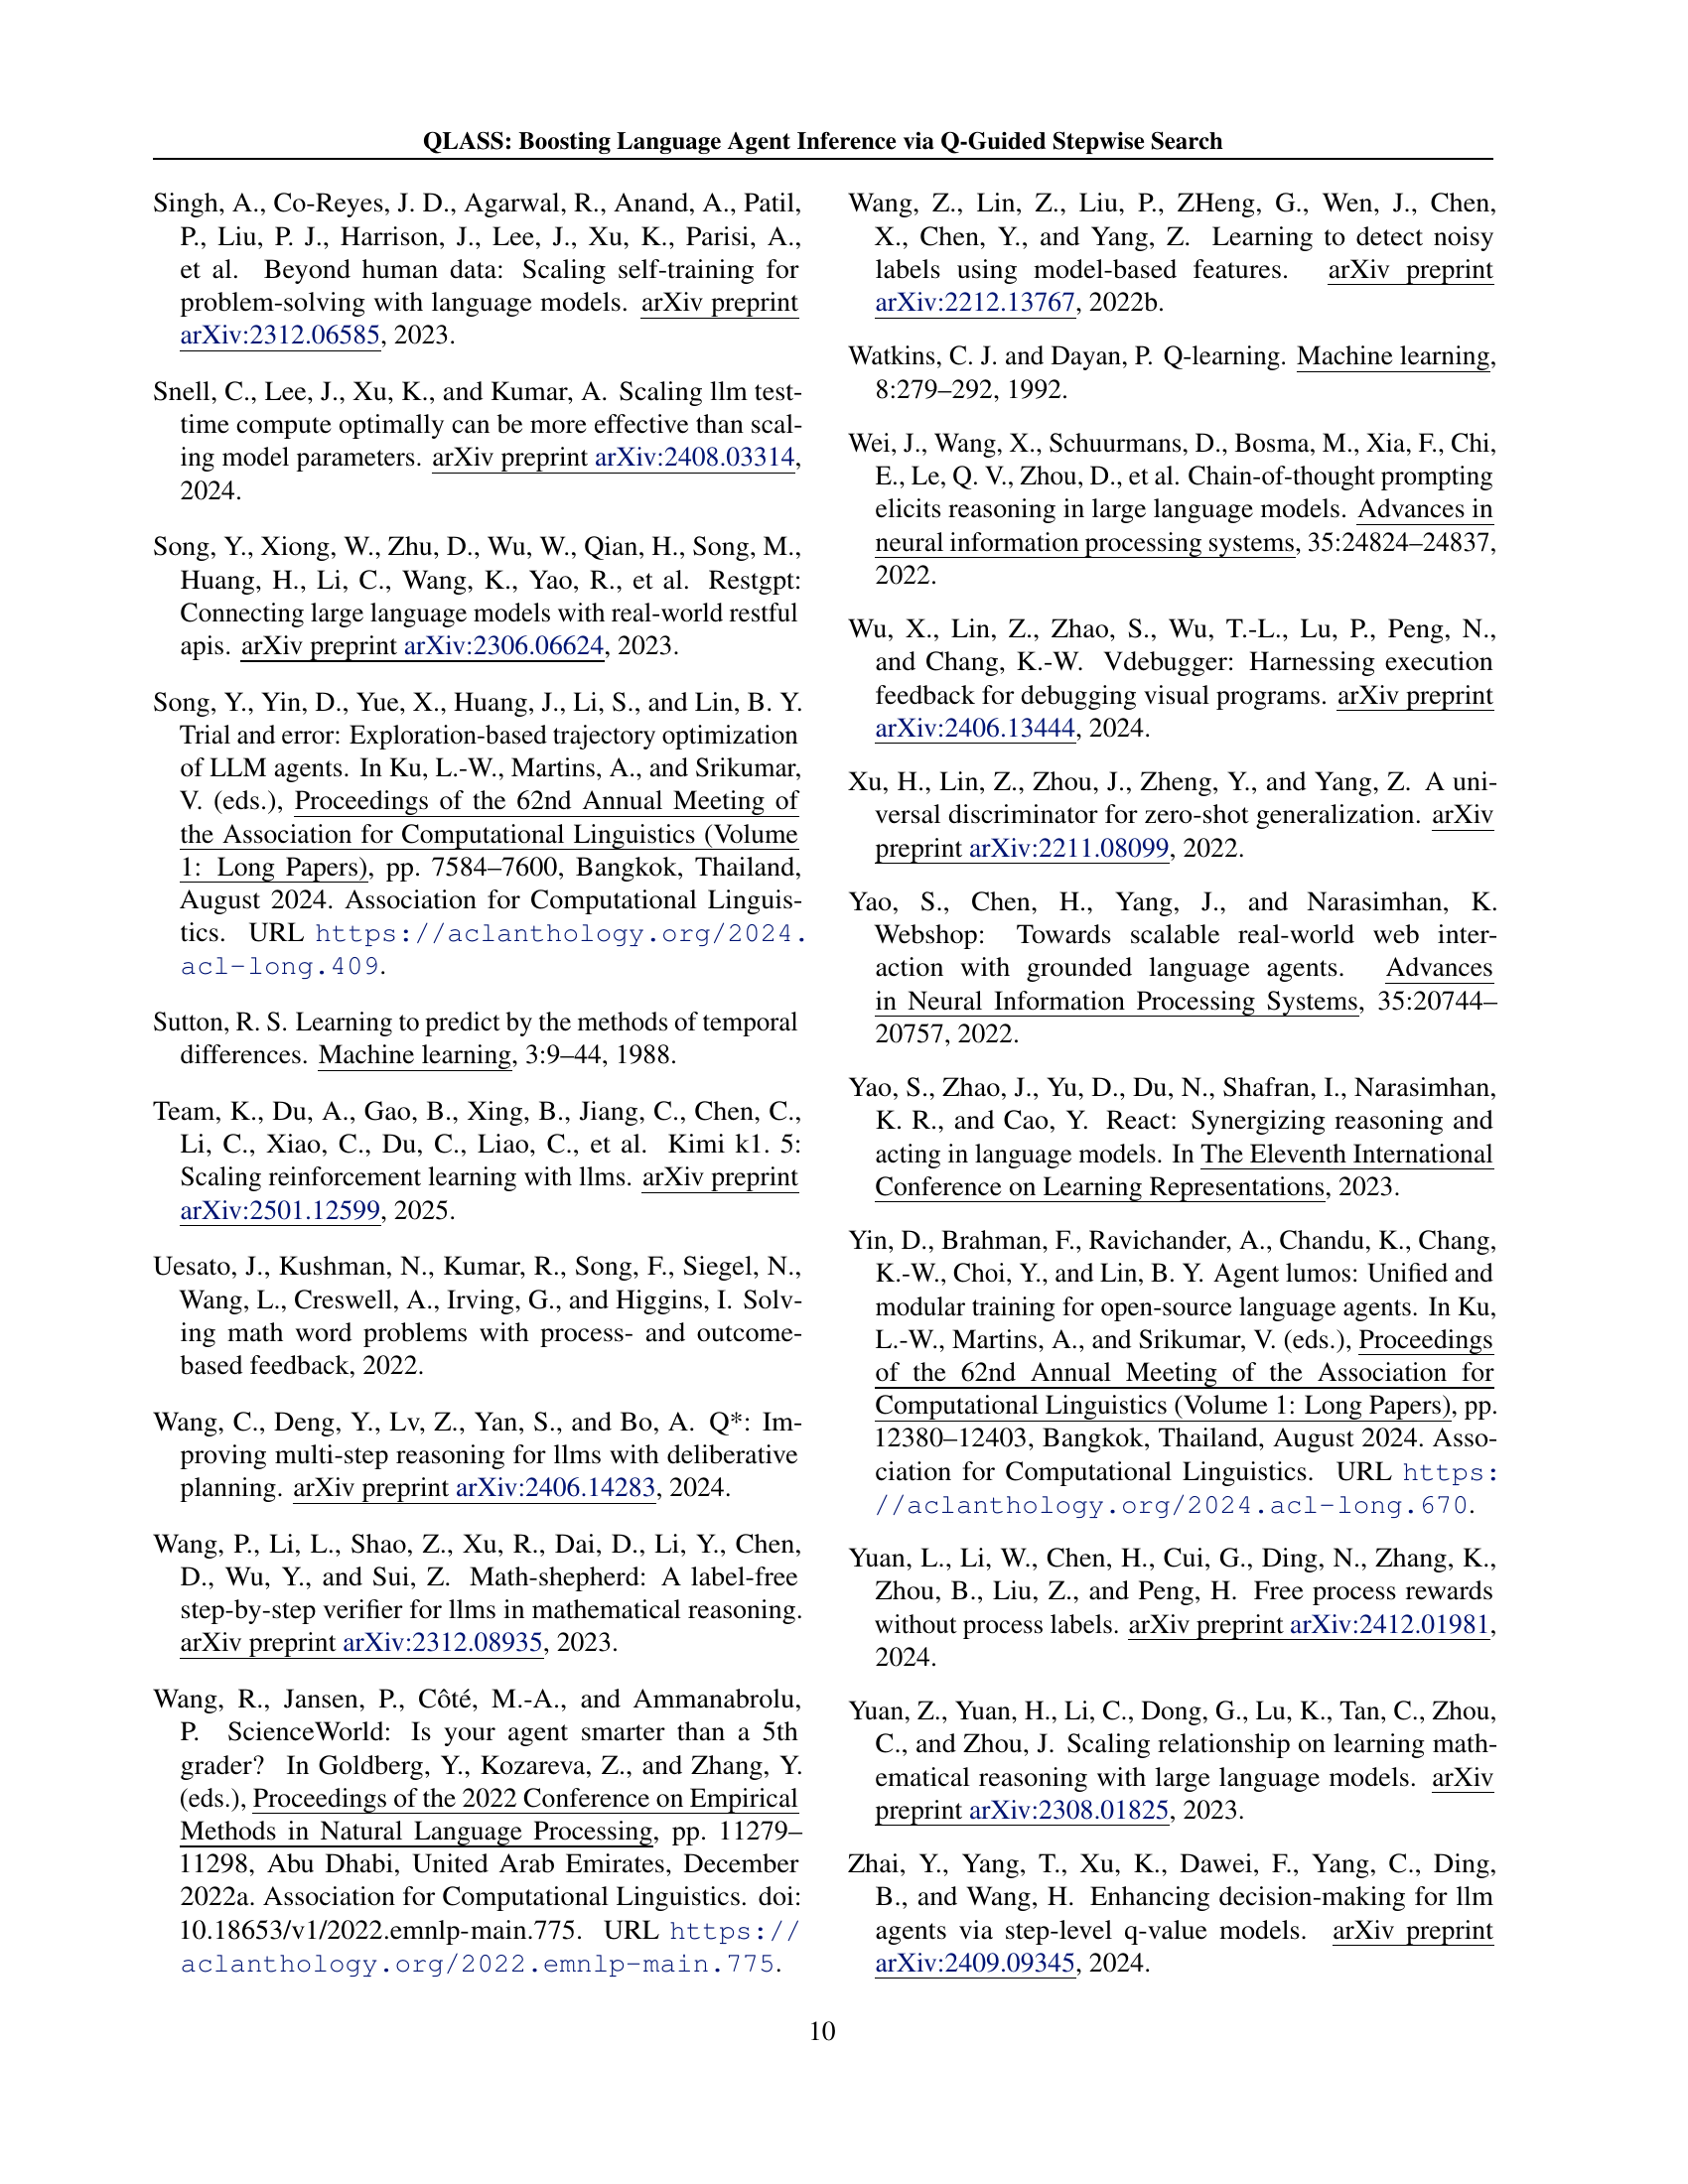 QLASS: Boosting Language Agent Inference via Q-Guided Stepwise Search
Singh, A., Co-Reyes, J. D., Agarwal, R., Anand, A., Patil,
P., Liu, P. J., Harrison, J., Lee, J., Xu, K., Parisi, A.,
et al. Beyond human data: Scaling self-training for
problem-solving with language models. arXiv preprint
arXiv:2312.06585, 2023.
Snell, C., Lee, J., Xu, K., and Kumar, A. Scaling llm test-
time compute optimally can be more effective than scal-
ing model parameters. arXiv preprint arXiv:2408.03314,
2024.
Song, Y., Xiong, W., Zhu, D., Wu, W., Qian, H., Song, M.,
Huang, H., Li, C., Wang, K., Yao, R., et al. Restgpt:
Connecting large language models with real-world restful
apis. arXiv preprint arXiv:2306.06624, 2023.
Song, Y., Yin, D., Yue, X., Huang, J., Li, S., and Lin, B. Y.
Trial and error: Exploration-based trajectory optimization
of LLM agents. In Ku, L.-W., Martins, A., and Srikumar,
V. (eds.), Proceedings of the 62nd Annual Meeting of
the Association for Computational Linguistics (Volume
1: Long Papers), pp. 7584–7600, Bangkok, Thailand,
August 2024. Association for Computational Linguis-
tics. URL https://aclanthology.org/2024.
acl-long.409.
Sutton, R. S. Learning to predict by the methods of temporal
differences. Machine learning, 3:9–44, 1988.
Team, K., Du, A., Gao, B., Xing, B., Jiang, C., Chen, C.,
Li, C., Xiao, C., Du, C., Liao, C., et al. Kimi k1. 5:
Scaling reinforcement learning with llms. arXiv preprint
arXiv:2501.12599, 2025.
Uesato, J., Kushman, N., Kumar, R., Song, F., Siegel, N.,
Wang, L., Creswell, A., Irving, G., and Higgins, I. Solv-
ing math word problems with process- and outcome-
based feedback, 2022.
Wang, C., Deng, Y., Lv, Z., Yan, S., and Bo, A. Q*: Im-
proving multi-step reasoning for llms with deliberative
planning. arXiv preprint arXiv:2406.14283, 2024.
Wang, P., Li, L., Shao, Z., Xu, R., Dai, D., Li, Y., Chen,
D., Wu, Y., and Sui, Z. Math-shepherd: A label-free
step-by-step verifier for llms in mathematical reasoning.
arXiv preprint arXiv:2312.08935, 2023.
Wang, R., Jansen, P., Côté, M.-A., and Ammanabrolu,
P. ScienceWorld: Is your agent smarter than a 5th
grader? In Goldberg, Y., Kozareva, Z., and Zhang, Y.
(eds.), Proceedings of the 2022 Conference on Empirical
Methods in Natural Language Processing, pp. 11279–
11298, Abu Dhabi, United Arab Emirates, December
2022a. Association for Computational Linguistics. doi:
10.18653/v1/2022.emnlp-main.775. URL https://
aclanthology.org/2022.emnlp-main.775.
Wang, Z., Lin, Z., Liu, P., ZHeng, G., Wen, J., Chen,
X., Chen, Y., and Yang, Z. Learning to detect noisy
labels using model-based features. arXiv preprint
arXiv:2212.13767, 2022b.
Watkins, C. J. and Dayan, P. Q-learning. Machine learning,
8:279–292, 1992.
Wei, J., Wang, X., Schuurmans, D., Bosma, M., Xia, F., Chi,
E., Le, Q. V., Zhou, D., et al. Chain-of-thought prompting
elicits reasoning in large language models. Advances in
neural information processing systems, 35:24824–24837,
2022.
Wu, X., Lin, Z., Zhao, S., Wu, T.-L., Lu, P., Peng, N.,
and Chang, K.-W. Vdebugger: Harnessing execution
feedback for debugging visual programs. arXiv preprint
arXiv:2406.13444, 2024.
Xu, H., Lin, Z., Zhou, J., Zheng, Y., and Yang, Z. A uni-
versal discriminator for zero-shot generalization. arXiv
preprint arXiv:2211.08099, 2022.
Yao, S., Chen, H., Yang, J., and Narasimhan, K.
Webshop: Towards scalable real-world web inter-
action with grounded language agents. Advances
in Neural Information Processing Systems, 35:20744–
20757, 2022.
Yao, S., Zhao, J., Yu, D., Du, N., Shafran, I., Narasimhan,
K. R., and Cao, Y. React: Synergizing reasoning and
acting in language models. In The Eleventh International
Conference on Learning Representations, 2023.
Yin, D., Brahman, F., Ravichander, A., Chandu, K., Chang,
K.-W., Choi, Y., and Lin, B. Y. Agent lumos: Unified and
modular training for open-source language agents. In Ku,
L.-W., Martins, A., and Srikumar, V. (eds.), Proceedings
of the 62nd Annual Meeting of the Association for
Computational Linguistics (Volume 1: Long Papers), pp.
12380–12403, Bangkok, Thailand, August 2024. Asso-
ciation for Computational Linguistics. URL https:
//aclanthology.org/2024.acl-long.670.
Yuan, L., Li, W., Chen, H., Cui, G., Ding, N., Zhang, K.,
Zhou, B., Liu, Z., and Peng, H. Free process rewards
without process labels. arXiv preprint arXiv:2412.01981,
2024.
Yuan, Z., Yuan, H., Li, C., Dong, G., Lu, K., Tan, C., Zhou,
C., and Zhou, J. Scaling relationship on learning math-
ematical reasoning with large language models. arXiv
preprint arXiv:2308.01825, 2023.
Zhai, Y., Yang, T., Xu, K., Dawei, F., Yang, C., Ding,
B., and Wang, H. Enhancing decision-making for llm
agents via step-level q-value models. arXiv preprint
arXiv:2409.09345, 2024.
10